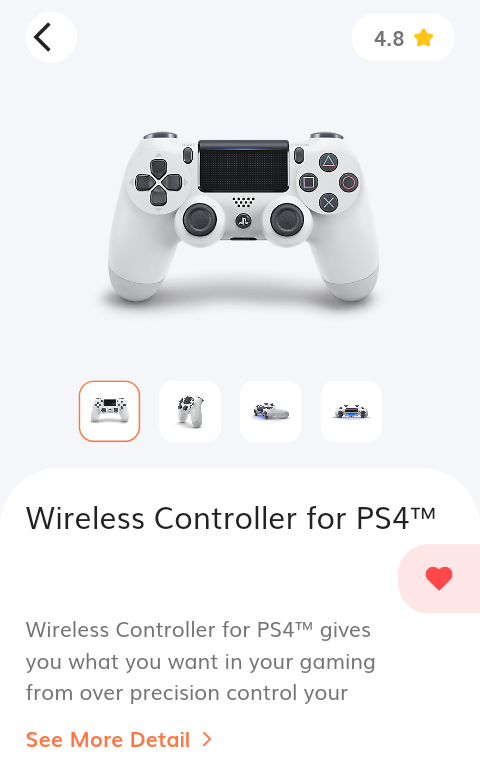 4.8
Wireless Controller for PS4™
Wireless Controller for PS4™ gives
you what you want in your gaming
from over precision control your
See More Detail